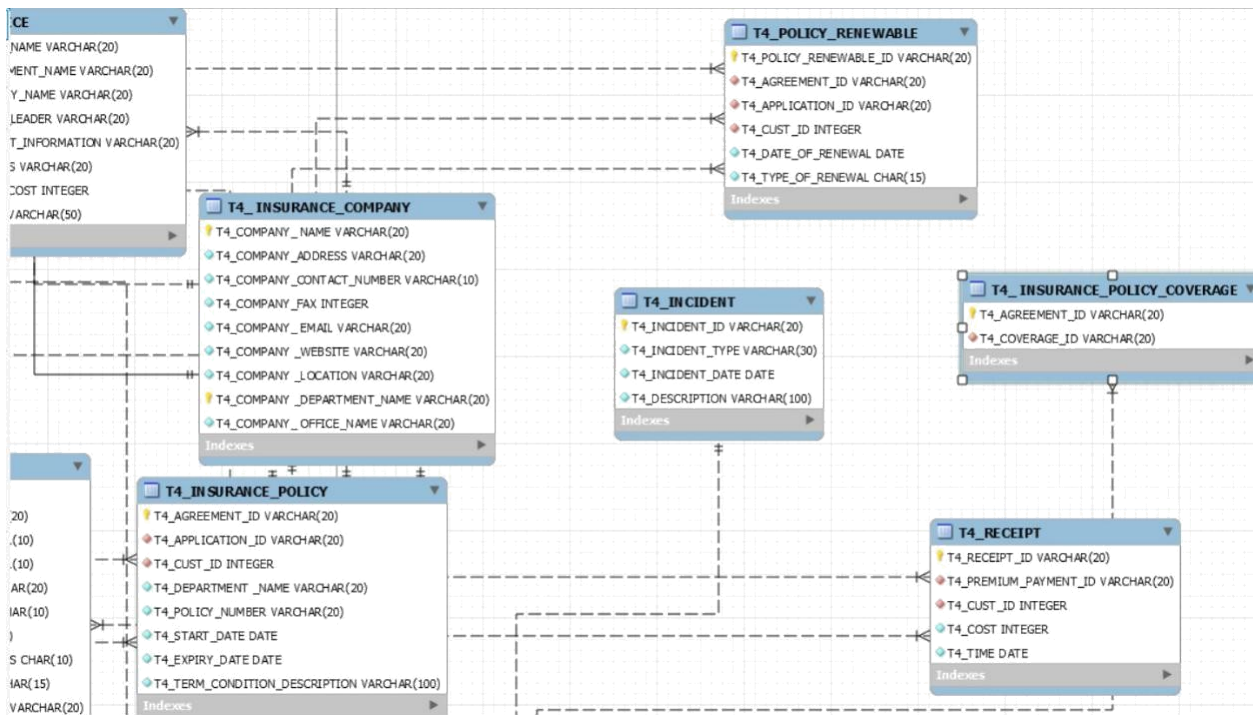 CE
NAME VARCHAR(20)
MENT_NAME VARCHAR(20)
Y_NAME VARCHAR(20)
LEADER VARCHAR(20)
T_INFORMATION VARCHAR(20)
S VARCHAR(20)
COST INTEGER
VARCHAR(50)
T4_POLICY_RENEWABLE
T4_POLICY_RENEWABLE_ID VARCHAR(20)
T4_AGREEMENT_ID VARCHAR(20)
T4_APPLICATION_ID VARCHAR(20)
T4_CUST_ID INTEGER
T4_DATE_OF_RENEWAL DATE
T4_TYPE_OF_RENEWAL CHAR(15)
Indexes
T4_ INSURANCE_COMPANY
T4_COMPANY_ NAME VARCHAR(20)
T4_COMPANY_ADDRESS VARCHAR(20)
T4_COMPANY_CONTACT_NUMBER VARCHAR(10)
T4_COMPANY_FAX INTEGER
T4_COMPANY _EMAIL VARCHAR(20)
T4_COMPANY _WEBSITE VARCHAR(20)
T4_COMPANY _LOCATION VARCHAR(20)
T4_COMPANY _DEPARTMENT_NAME VARCHAR(20)
T4_COMPANY_ OFFICE_NAME VARCHAR(20)
Indexes
T4_INCIDENT
T4_INCIDENT_ID VARCHAR(20)
T4_INCIDENT_TYPE VARCHAR(30)
T4_INCIDENT_DATE DATE
T4_DESCRIPTION VARCHAR(100)
Indexes
T4_ INSURANCE_POLICY_COVERAGE
T4_AGREEMENT_ID VARCHAR(20)
T4_COVERAGE_ID VARCHAR(20)
Indexes
20)
(10)
(10)
AR(20)
AR(10)
)
S CHAR(10)
AR(15)
VARCHAR(20)
T4_INSURANCE_POLICY
T4_AGREEMENT_ID VARCHAR(20)
T4_APPLICATION_ID VARCHAR(20)
T4_CUST_ID INTEGER
T4_DEPARTMENT _NAME VARCHAR(20)
T4_POLICY_NUMBER VARCHAR(20)
T4_START_DATE DATE
T4_EXPIRY_DATE DATE
T4_TERM_CONDITION_DESCRIPTION VARCHAR(100)
Indexes
T4_RECEIPT
T4_RECEIPT_ID VARCHAR(20)
T4_PREMIUM_PAYMENT_ID VARCHAR(20)
T4_CUST_ID INTEGER
T4_COST INTEGER
T4_TIME DATE
Indexes